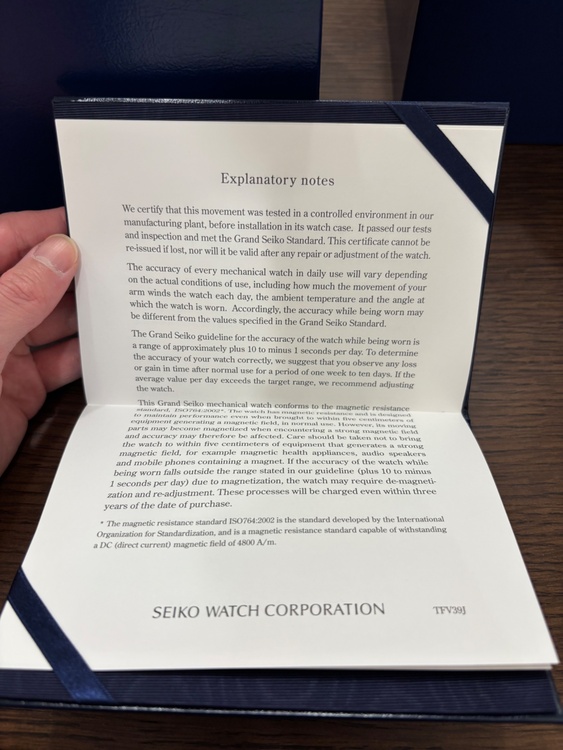 Explanatory notes
We certify that this movement was tested in a controlled environment in our
manufacturing plant, before installation in its watch case. It passed our tests
and inspection and met the Grand Seiko Standard. This certificate cannot be
re-issued if lost, nor will it be valid after any repair or adjustment of the watch.
The accuracy of every mechanical watch in daily use will vary depending
on the actual conditions of use, including how much the movement of your
arm winds the watch each day, the ambient temperature and the angle at
which the watch is worn. Accordingly, the accuracy while being worn may
be different from the values specified in the Grand Seiko Standard.
The Grand Seiko guideline for the accuracy of the watch while being worn is
a range of approximately plus 10 to minus 1 seconds per day. To determine
the accuracy of your watch correctly, we suggest that you observe any loss
or gain in time after normal use for a period of one week to ten days. If the
average value per day exceeds the target range, we recommend adjusting
the watch.
This Grand Seiko mechanical watch conforms to the magnetic resistance
standard, ISO764:2002*. The watch has magnetic resistance and is designed
to maintain performance even when brought to within five centimeters of
equipment generating a magnetic field, in normal use. However, its moving
parts may become magnetized when encountering a strong magnetic field
and accuracy may therefore be affected. Care should be taken not to bring
the watch to within five centimeters of equipment that generates a strong
magnetic field, for example magnetic health appliances, audio speakers
and mobile phones containing a magnet. If the accuracy of the watch while
being worn falls outside the range stated in our guideline (plus 10 to minus
1 seconds per day) due to magnetization, the watch may require de-magneti-
zation and re-adjustment. These processes will be charged even within three
years of the date of purchase.
* The magnetic resistance standard ISO764:2002 is the standard developed by the International
Organization for Standardization, and is a magnetic resistance standard capable of withstanding
a DC (direct current) magnetic field of 4800 A/m.
SEIKO WATCH CORPORATION TFV39J